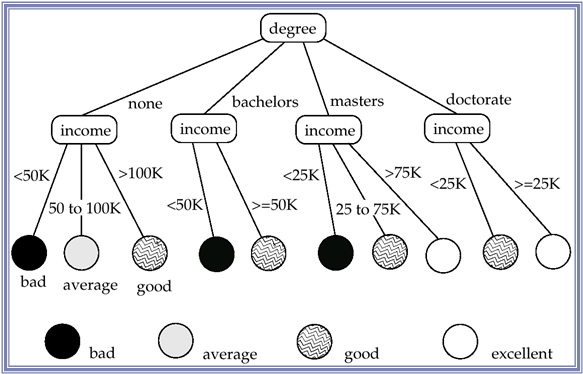 degree
none bachelors masters doctorate
income income income income
<50K 50 to 100K >100K <50K >=50K <25K 25 to 75K >75K <25K >=25K
bad average good
bad average good excellent